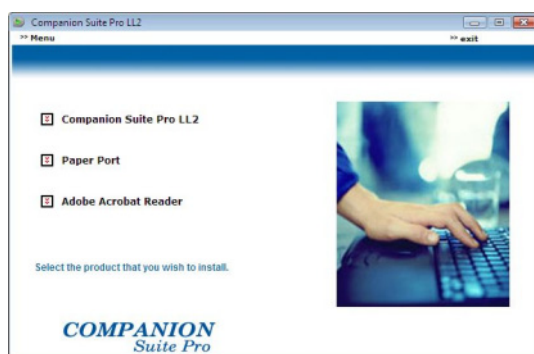 Companion Suite Pro LL2
>> Menu
>> exit
Companion Suite Pro LL2
Paper Port
Adobe Acrobat Reader
Select the product that you wish to install.
COMPANION
Suite Pro